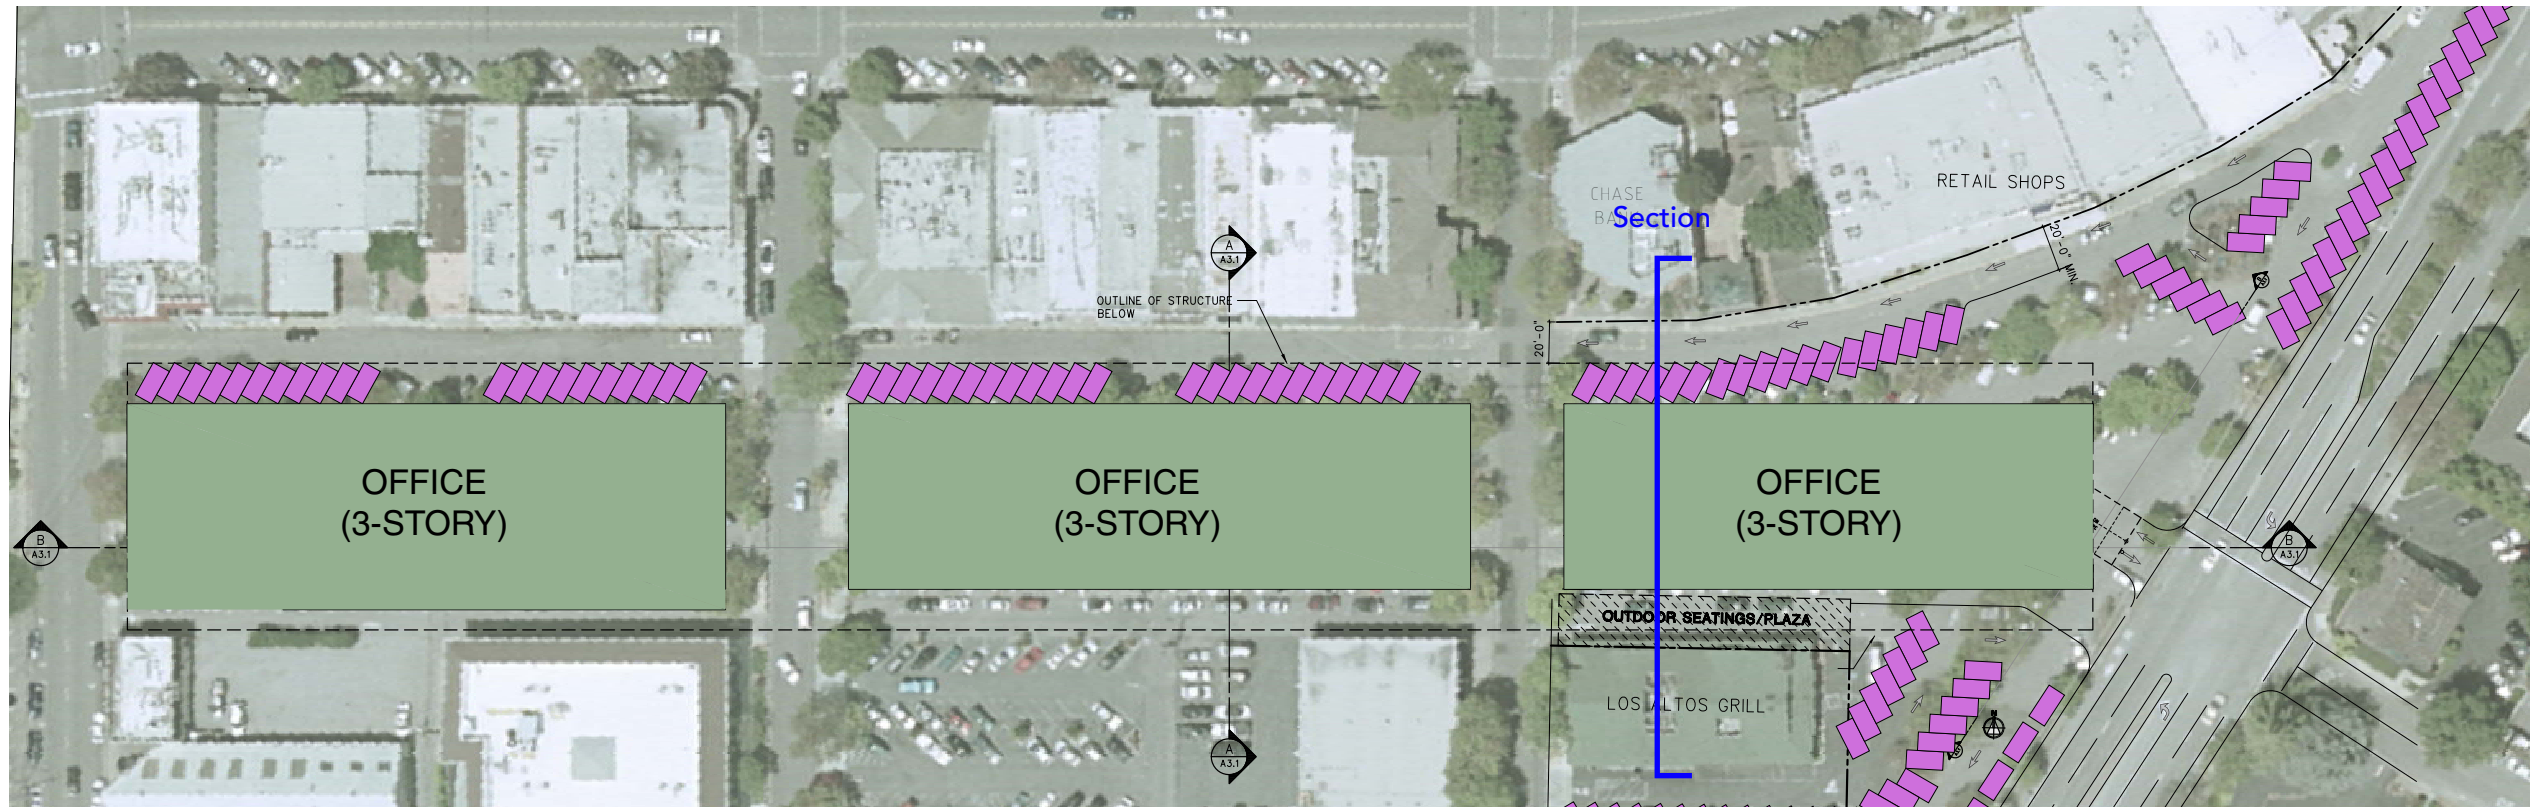 RETAIL SHOPS
CHASE
BA
Section
20'-0" MIN.
A
A3.1
OUTLINE OF STRUCTURE
BELOW
20'-0"
OFFICE
(3-STORY)
OFFICE
(3-STORY)
OFFICE
(3-STORY)
B
A3.1
B
A3.1
OUTDOOR SEATINGS/PLAZA
LOS ALTOS GRILL
N
A
A3.1